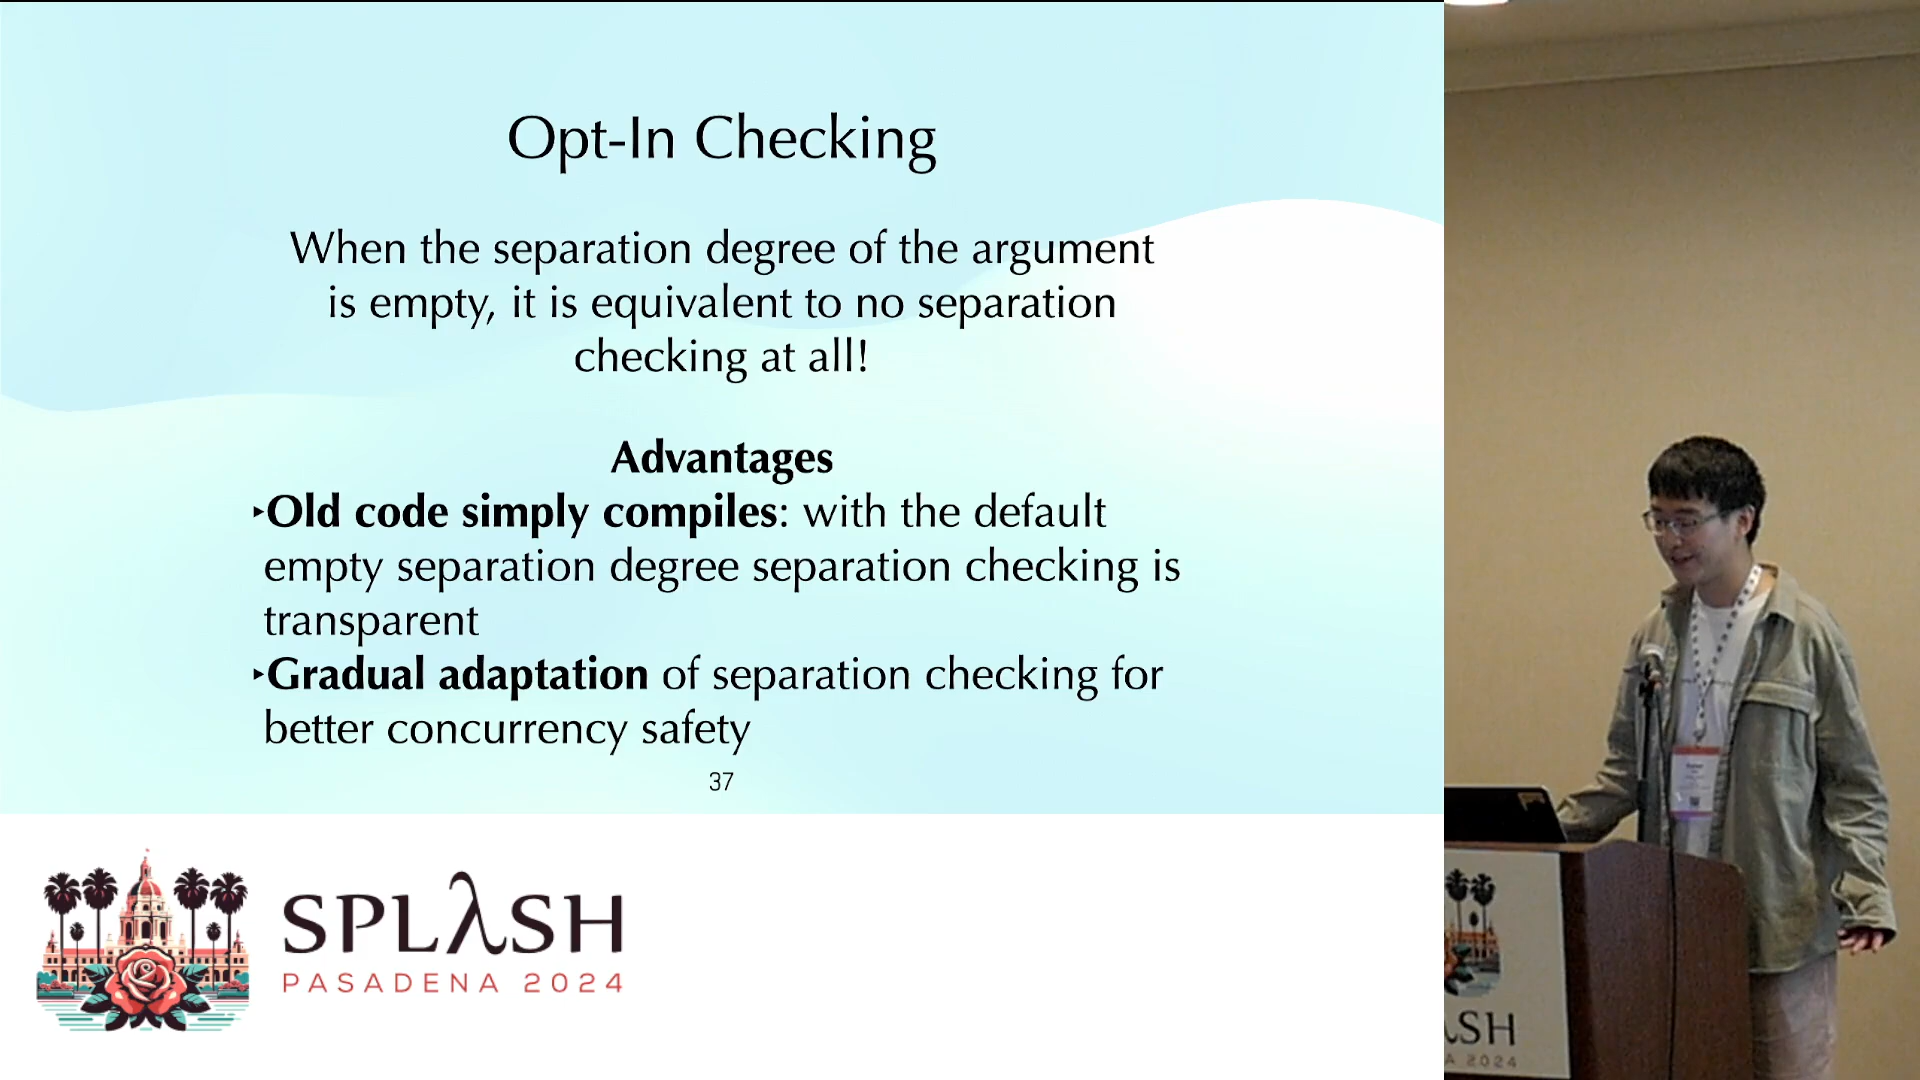 Opt-In Checking
When the separation degree of the argument
is empty, it is equivalent to no separation
checking at all!
Advantages
‣Old code simply compiles: with the default
empty separation degree separation checking is
transparent
‣Gradual adaptation of separation checking for
better concurrency safety
37
SPLλSH
PASADENA 2024
λSH
A 2024